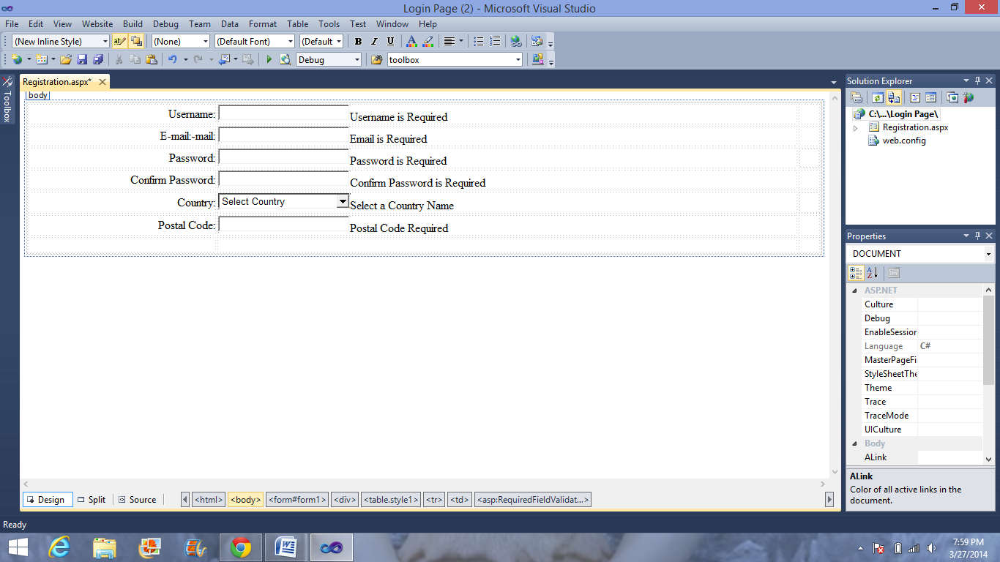 Login Page (2) - Microsoft Visual Studio
File Edit View Website Build Debug Team Data Format Table Tools Test Window Help
(New Inline Style) ab (None) (Default Font) (Default B I U A
Debug toolbox
Toolbox
Registration.aspx*
body
Username: Username is Required
E-mail:-mail: Email is Required
Password: Password is Required
Confirm Password: Confirm Password is Required
Country: Select Country Select a Country Name
Postal Code: Postal Code Required
Design Split Source <html> <body> <form#form1> <div> <table.style1> <tr> <td> <asp:RequiredFieldValidat...>
Solution Explorer
C:\...\Login Page\
Registration.aspx
web.config
Properties
DOCUMENT
ASP.NET
Culture
Debug
EnableSession
Language C#
MasterPageFi
StyleSheetThe
Theme
Trace
TraceMode
UICulture
Body
ALink
ALink
Color of all active links in the
document.
Ready
7:59 PM
3/27/2014